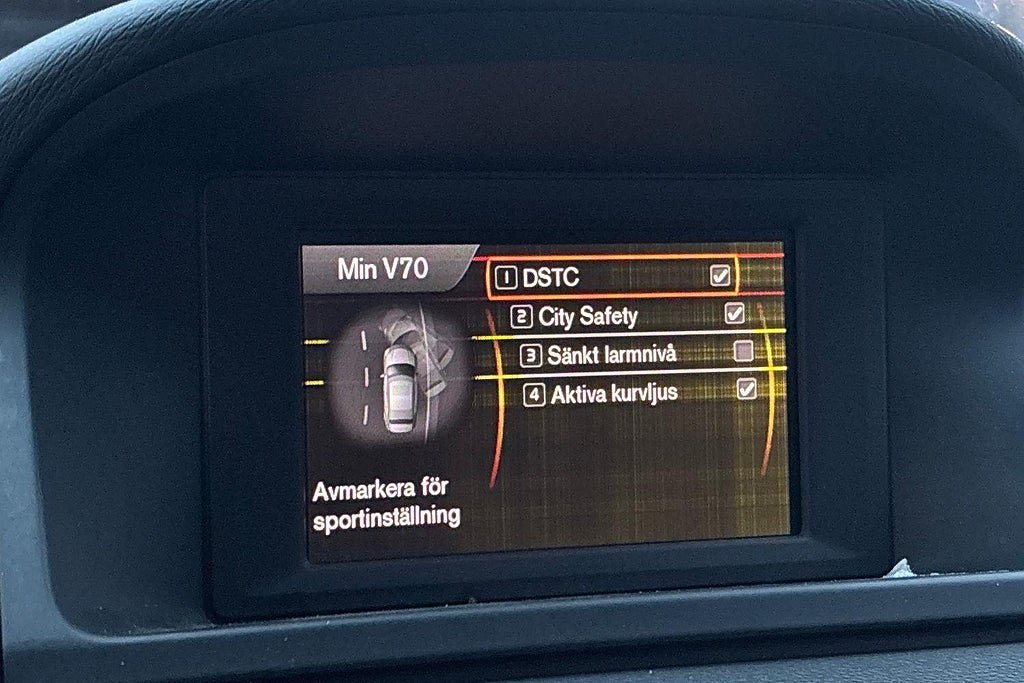 Min V70
1 DSTC
2 City Safety
3 Sänkt larmnivå
4 Aktiva kurvljus
Avmarkera för
sportinställning